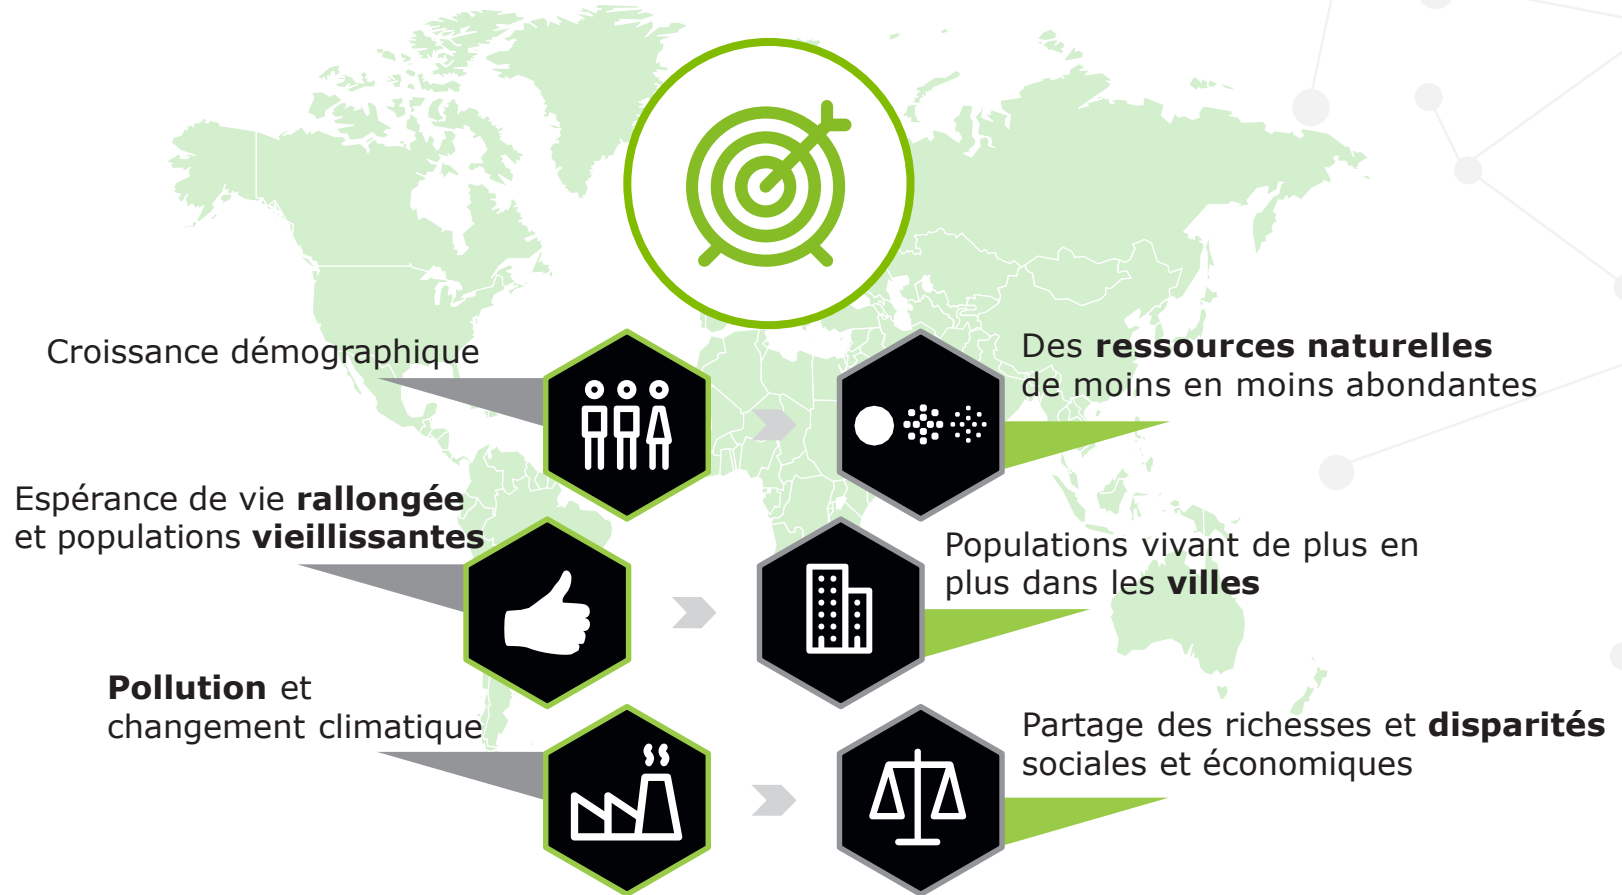 Croissance démographique
Des ressources naturelles
de moins en moins abondantes
Espérance de vie rallongée
et populations vieillissantes
Populations vivant de plus en
plus dans les villes
Pollution et
changement climatique
Partage des richesses et disparités
sociales et économiques